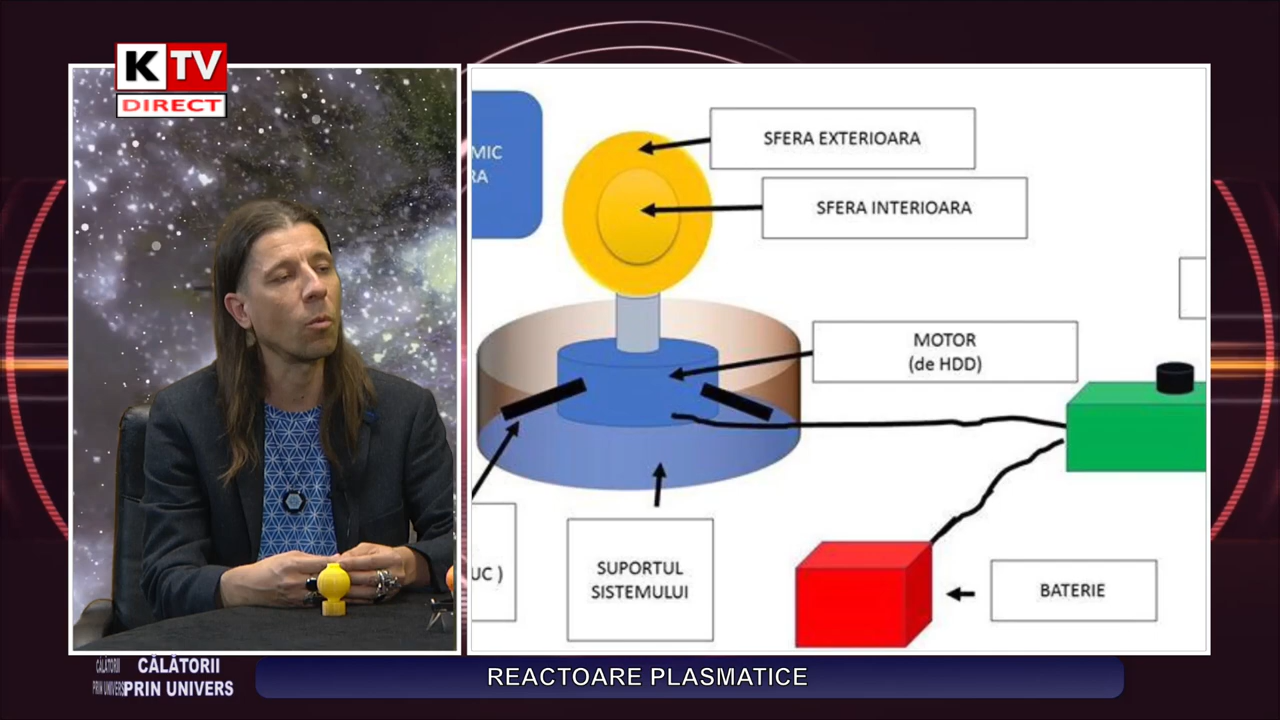 K TV
DIRECT
MIC
RA
SFERA EXTERIOARA
SFERA INTERIOARA
MOTOR
(de HDD)
UC )
SUPORTUL
SISTEMULUI
BATERIE
CĂLĂTORII
PRIN UNIVERS
CĂLĂTORII
PRIN UNIVERS
REACTOARE PLASMATICE